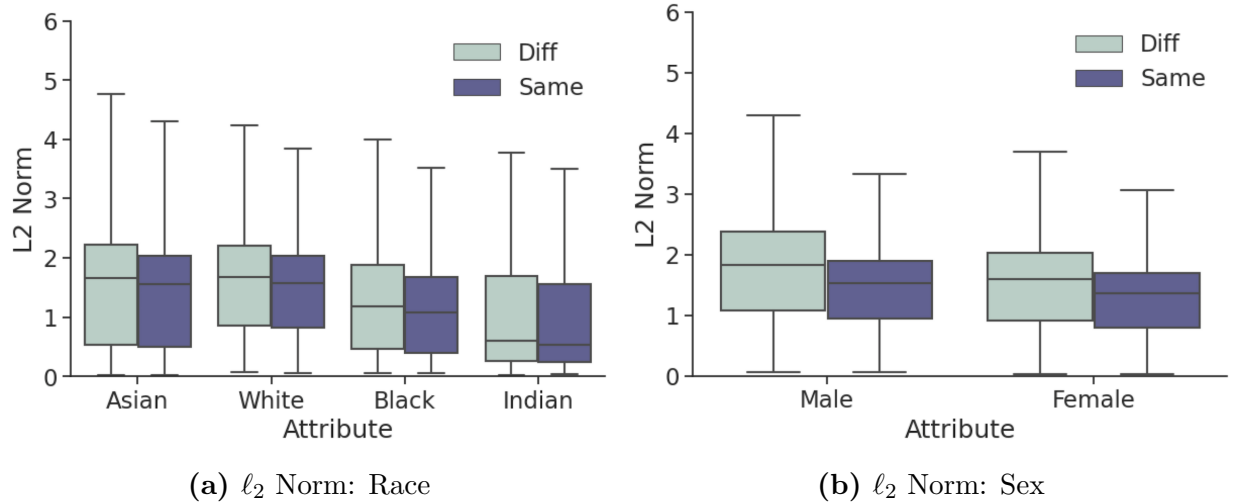 6
5
4
3
2
1
0
L2 Norm
Diff
Same
Asian
White
Black
Indian
Attribute
(a) ℓ₂ Norm: Race
6
5
4
3
2
1
0
L2 Norm
Diff
Same
Male
Female
Attribute
(b) ℓ₂ Norm: Sex